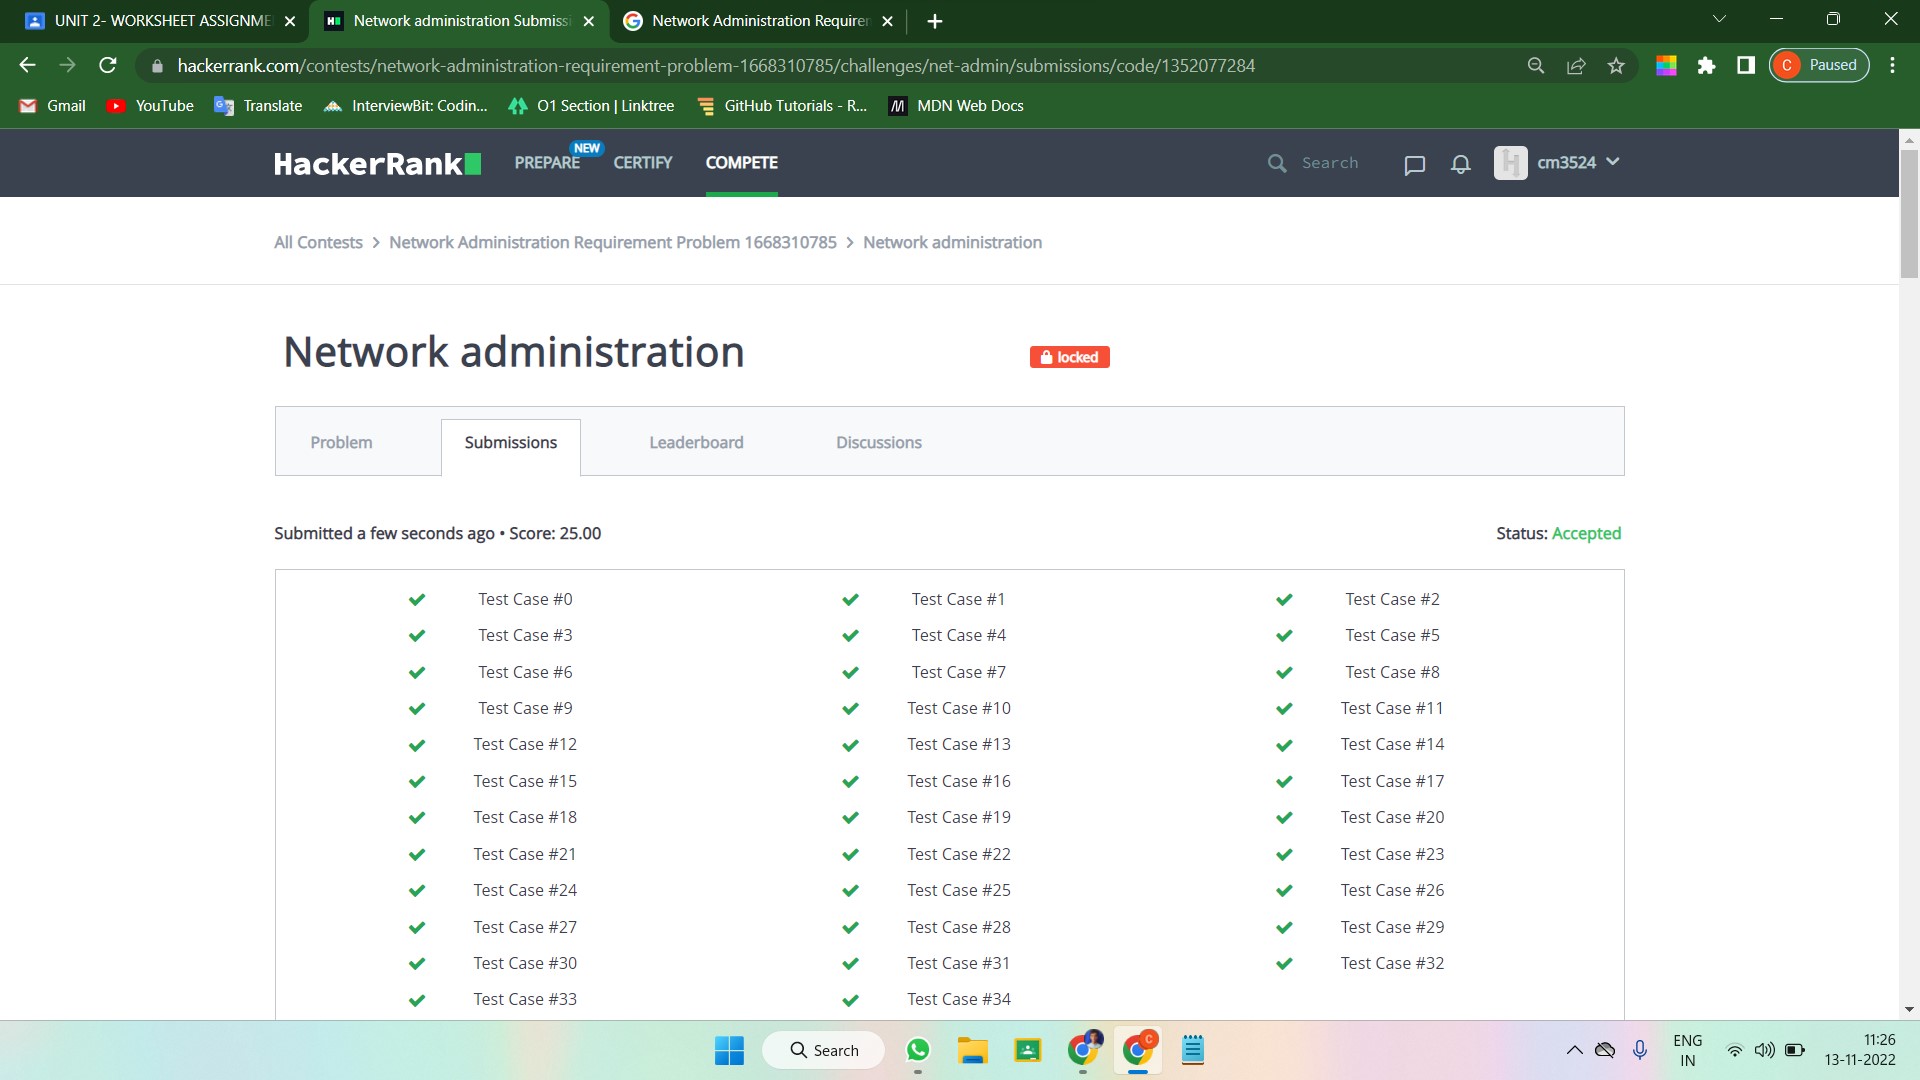 UNIT 2- WORKSHEET ASSIGNME
Network administration Submissi
Network Administration Requirer
hackerrank.com/contests/network-administration-requirement-problem-1668310785/challenges/net-admin/submissions/code/1352077284
C Paused
Gmail YouTube Translate InterviewBit: Codin... O1 Section | Linktree GitHub Tutorials - R... MDN Web Docs
HackerRank PREPARE NEW CERTIFY COMPETE Search cm3524
All Contests > Network Administration Requirement Problem 1668310785 > Network administration
Network administration locked
Problem Submissions Leaderboard Discussions
Submitted a few seconds ago • Score: 25.00 Status: Accepted
Test Case #0 Test Case #1 Test Case #2
Test Case #3 Test Case #4 Test Case #5
Test Case #6 Test Case #7 Test Case #8
Test Case #9 Test Case #10 Test Case #11
Test Case #12 Test Case #13 Test Case #14
Test Case #15 Test Case #16 Test Case #17
Test Case #18 Test Case #19 Test Case #20
Test Case #21 Test Case #22 Test Case #23
Test Case #24 Test Case #25 Test Case #26
Test Case #27 Test Case #28 Test Case #29
Test Case #30 Test Case #31 Test Case #32
Test Case #33 Test Case #34
Search
ENG
IN
11:26
13-11-2022